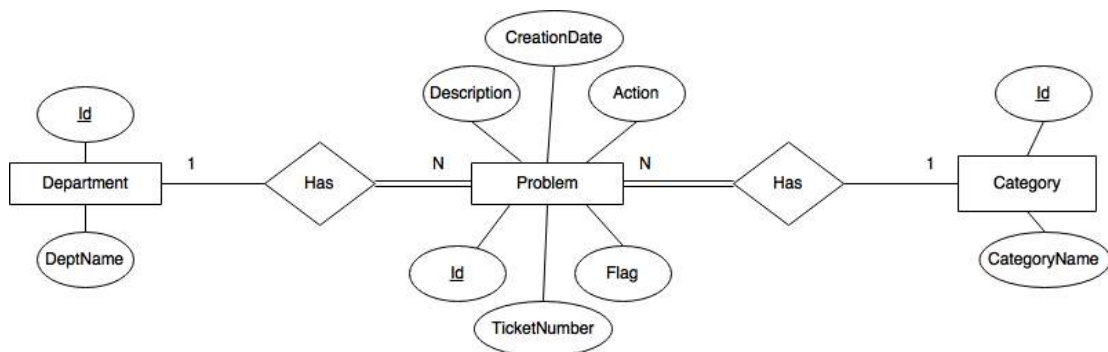 CreationDate
Description
Action
Id
Id
1
N
N
1
Department
Has
Problem
Has
Category
DeptName
Id
Flag
CategoryName
TicketNumber